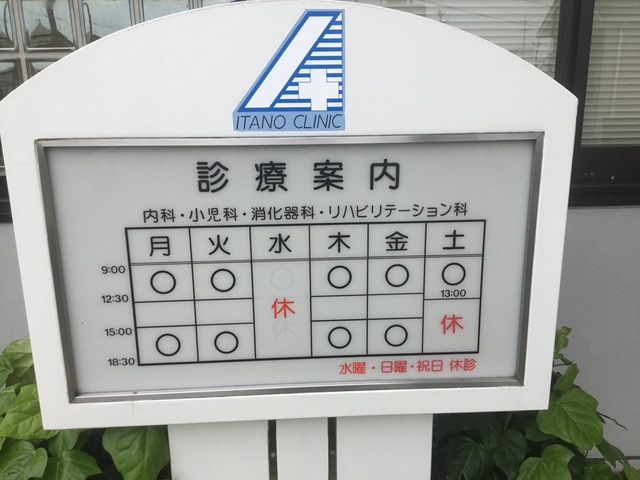 ITANO CLINIC
診療案内
内科・小児科・消化器科・リハビリテーション科
月 火 水 木 金 土
9:00 ○ ○ ○ ○ ○
12:30 休 13:00
15:00 休
18:30 ○ ○ ○ ○
水曜・日曜・祝日 休診